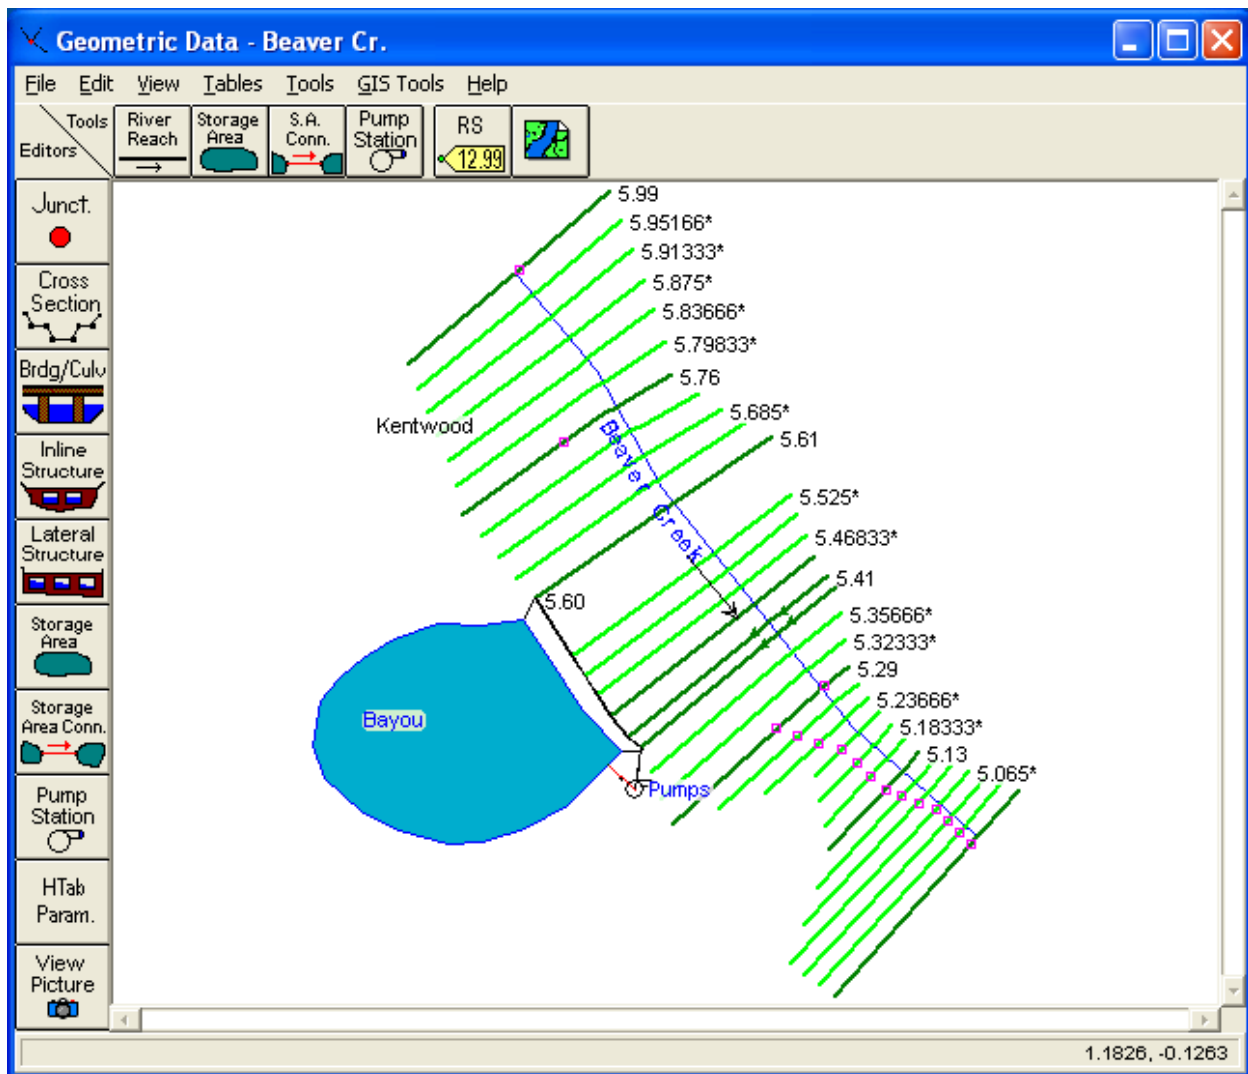 Geometric Data - Beaver Cr.
File Edit View Tables Tools GIS Tools Help
Tools
Editors
River
Reach
Storage
Area
S.A.
Conn.
Pump
Station
RS
12.99
Junct.
Cross
Section
Brdg/Culv
Inline
Structure
Lateral
Structure
Storage
Area
Storage
Area Conn.
Pump
Station
HTab
Param.
View
Picture
5.99
5.95166*
5.91333*
5.875*
5.83666*
5.79833*
5.76
Kentwood
5.685*
5.61
Beaver Creek
5.525*
5.46833*
5.41
5.60
5.35666*
5.32333*
5.29
5.23666*
Bayou
5.18333*
5.13
5.065*
Pumps
1.1826, -0.1263